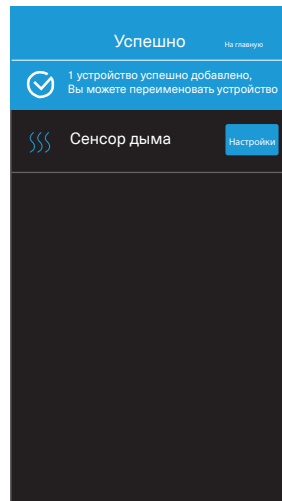 Успешно На главную
1 устройство успешно добавлено,
Вы можете переименовать устройство
Сенсор дыма Настройки